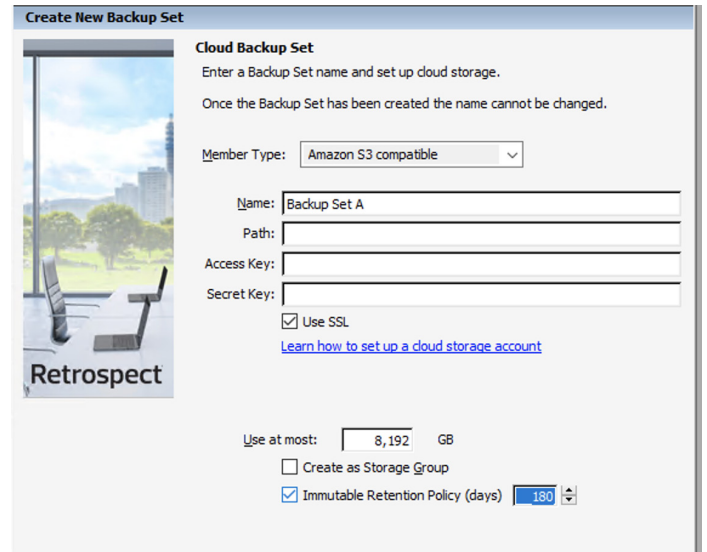 Create New Backup Set
Cloud Backup Set
Enter a Backup Set name and set up cloud storage.
Once the Backup Set has been created the name cannot be changed.
Member Type: Amazon S3 compatible
Name: Backup Set A
Path:
Access Key:
Secret Key:
Use SSL
Learn how to set up a cloud storage account
Retrospect
Use at most: 8,192 GB
Create as Storage Group
Immutable Retention Policy (days) 180